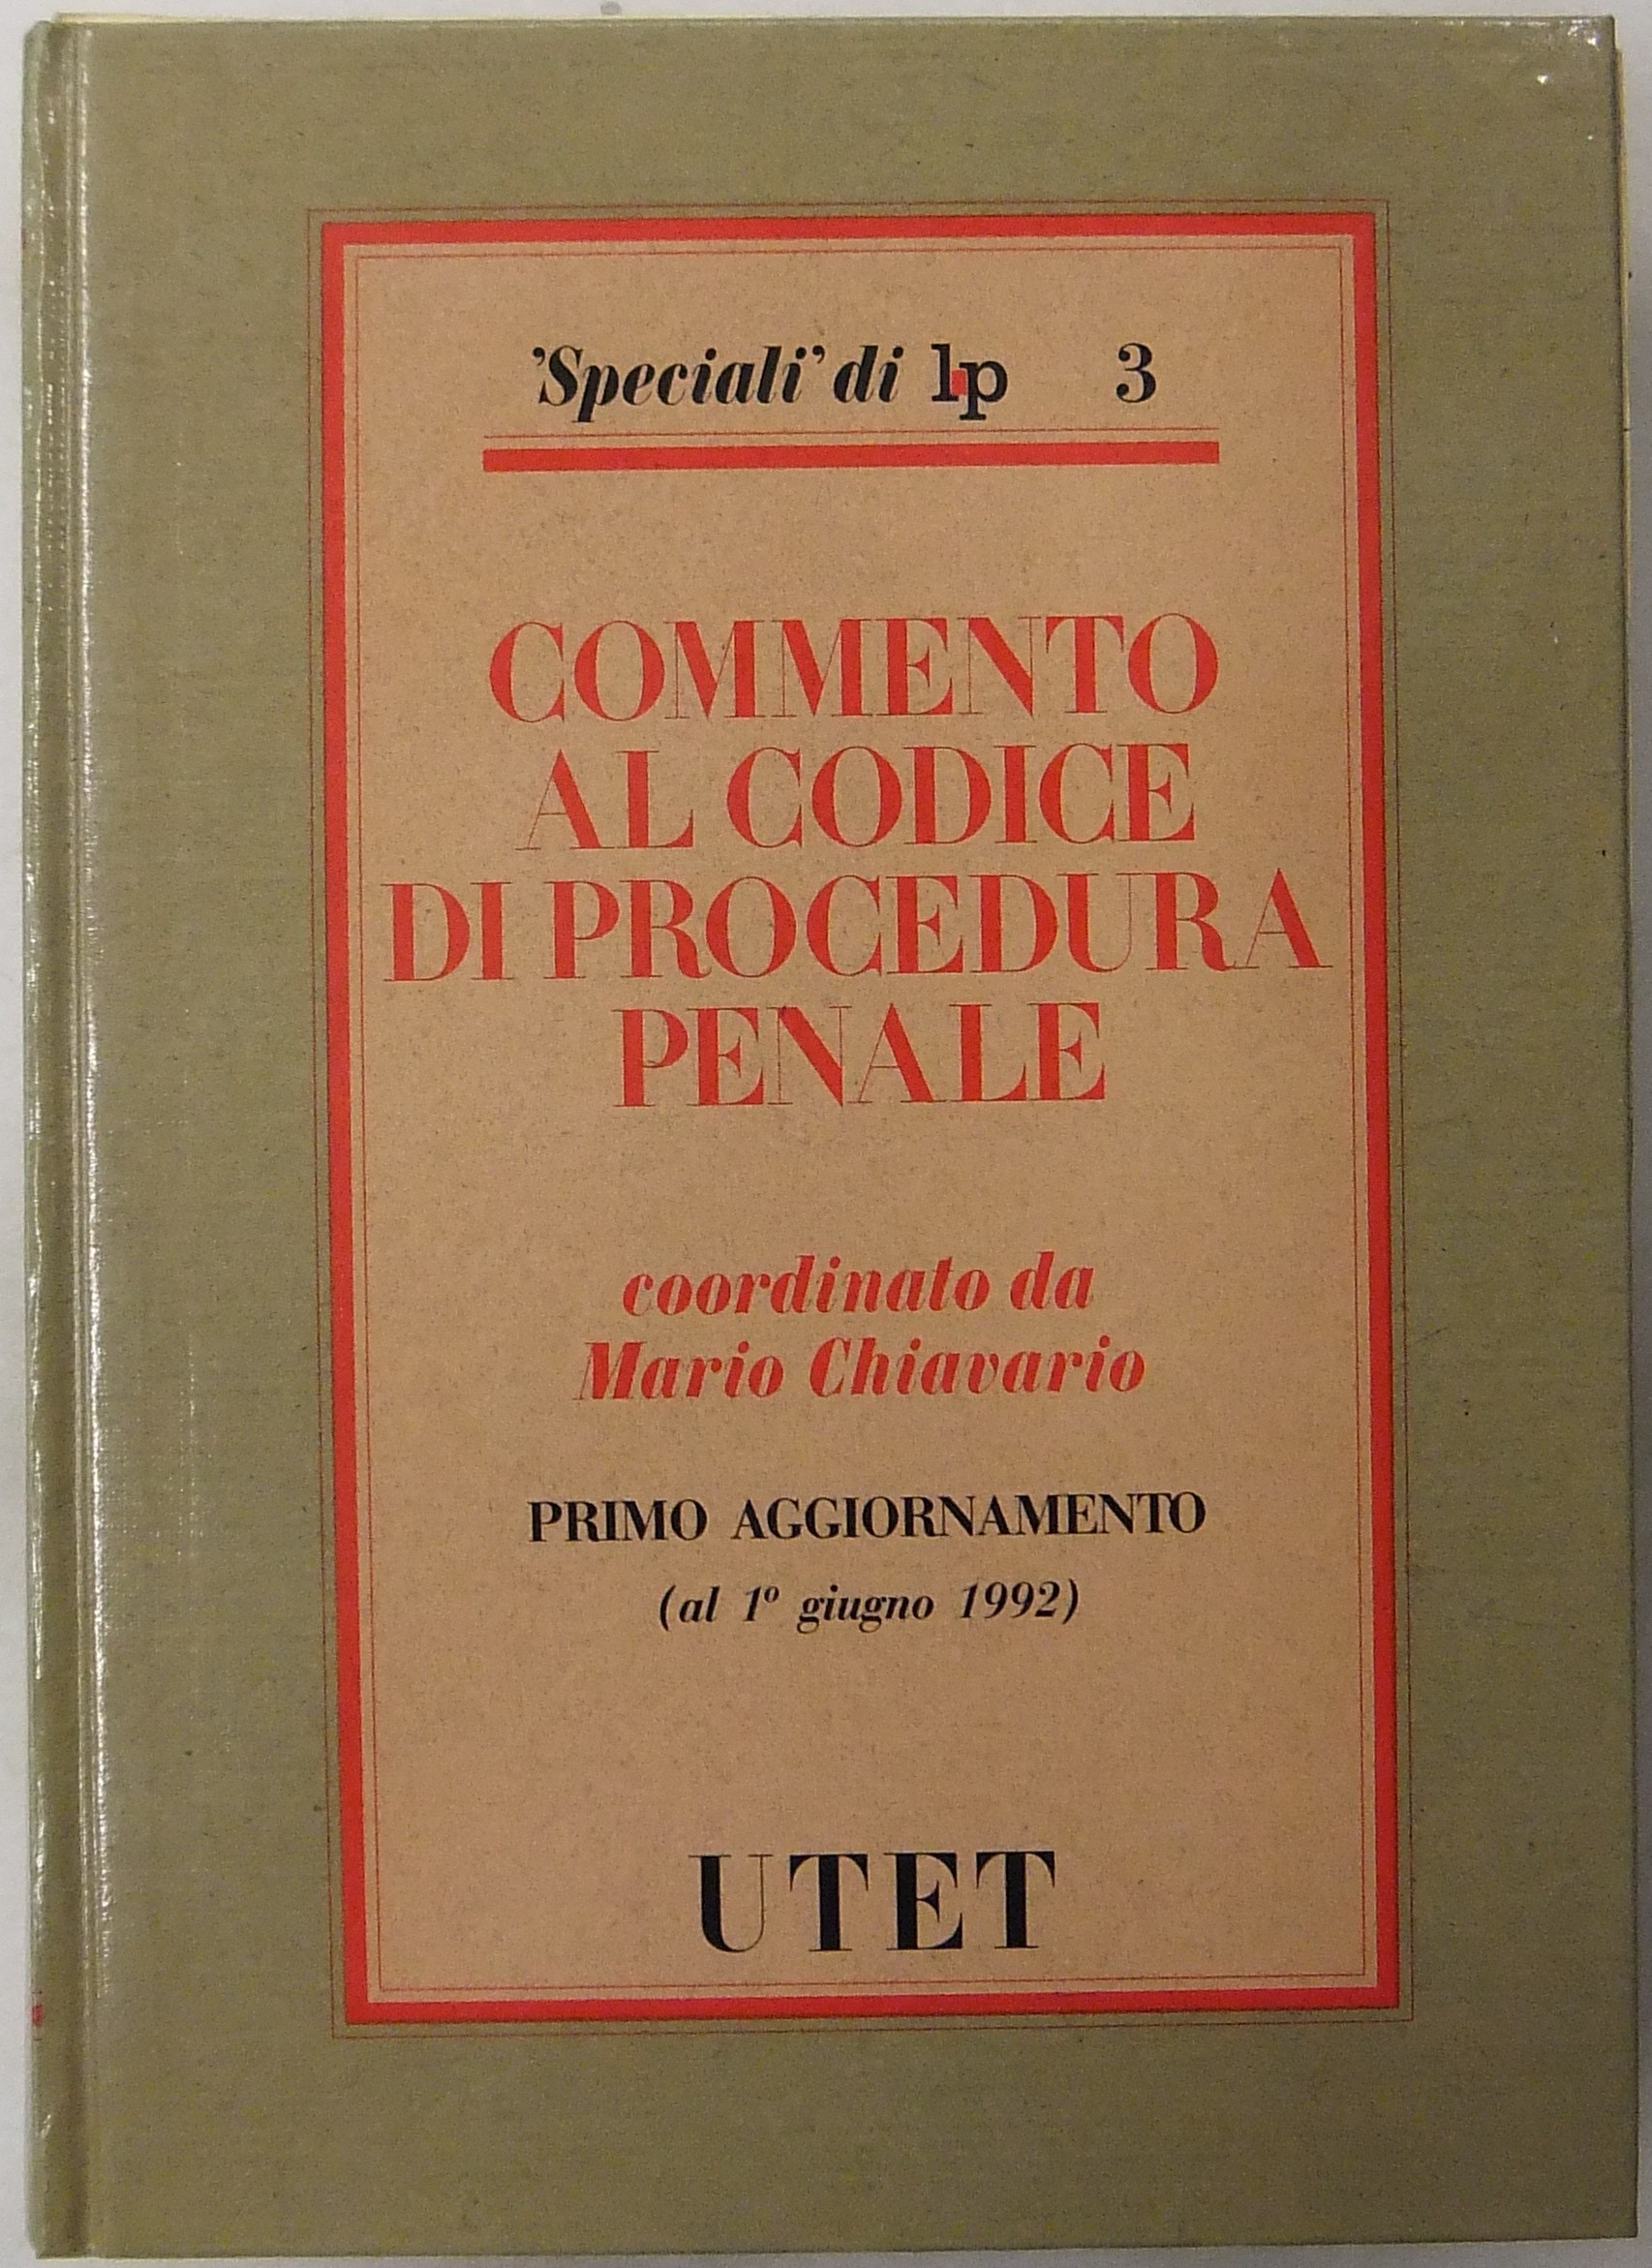 'Speciali' di lp 3
COMMENTO
AL CODICE
DI PROCEDURA
PENALE
coordinato da
Mario Chiavario
PRIMO AGGIORNAMENTO
(al 1º giugno 1992)
UTET